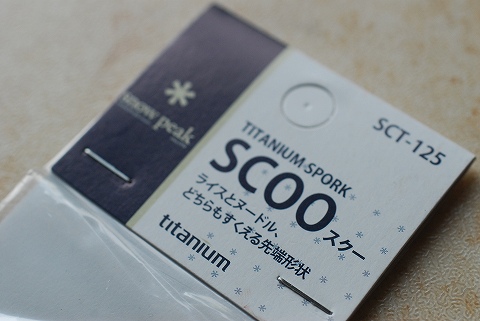 snow peak
SCT-125
TITANIUM SPORK
SCOO スクー
ライスとヌードル、
どちらもすくえる先端形状
titanium